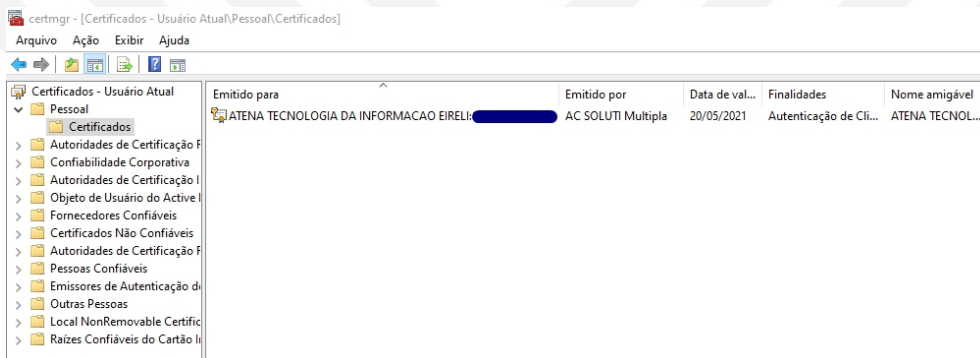 certmgr - [Certificados - Usuário Atual\Pessoal\Certificados]
Arquivo Ação Exibir Ajuda
Certificados - Usuário Atual
Pessoal
Certificados
Autoridades de Certificação
Confiabilidade Corporativa
Autoridades de Certificação I
Objeto de Usuário do Active
Fornecedores Confiáveis
Certificados Não Confiáveis
Autoridades de Certificação
Pessoas Confiáveis
Emissores de Autenticação d
Outras Pessoas
Local NonRemovable Certific
Raízes Confiáveis do Cartão I
Emitido para Emitido por Data de val... Finalidades Nome amigável
ATENA TECNOLOGIA DA INFORMACAO EIRELI: AC SOLUTI Multipla 20/05/2021 Autenticação de Cli... ATENA TECNOL...